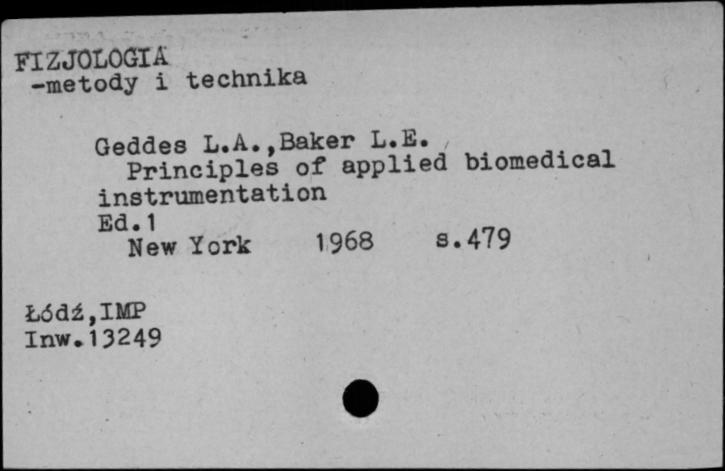 FIZJOLOGIA
-metody i technika
Geddes L.A.,Baker L.E.
Principles of applied biomedical
instrumentation
Ed.1
New York 1968 s.479
Łódź,IMP
Inw.13249